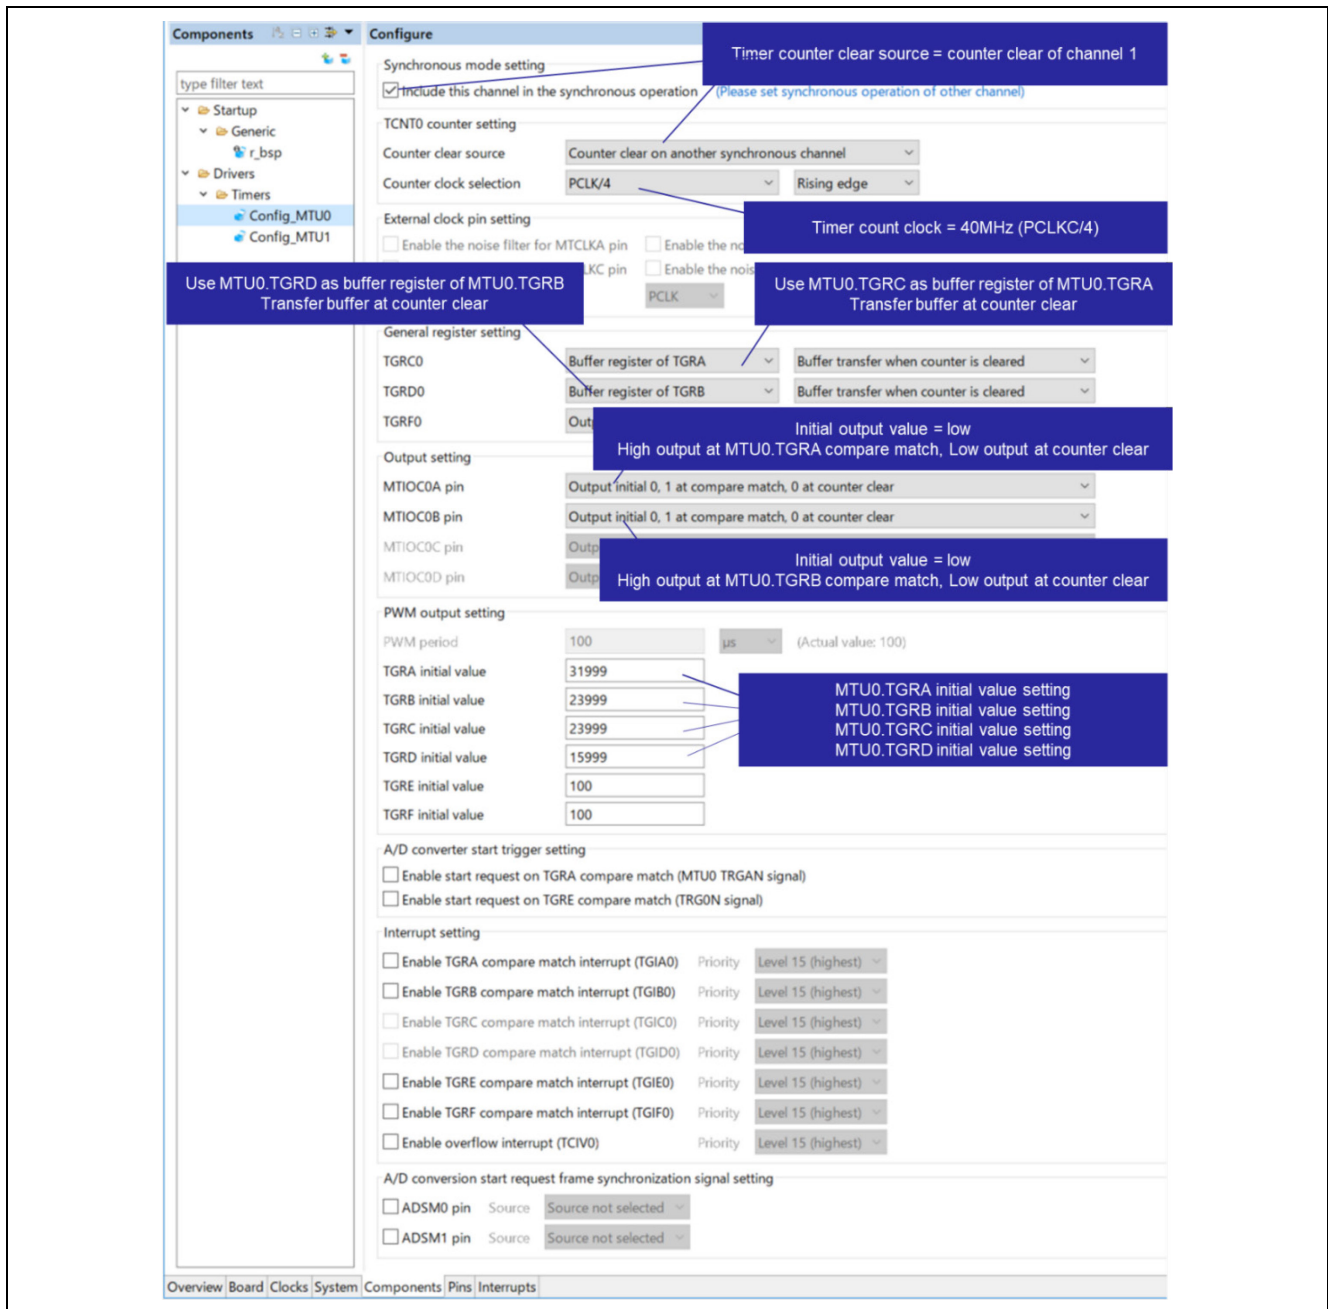 Components
Configure
Timer counter clear source = counter clear of channel 1
Synchronous mode setting
type filter text
Include this channel in the synchronous operation (Please set synchronous operation of other channel)
Startup
Generic
r_bsp
Drivers
Timers
Config_MTU0
Config_MTU1
TCNT0 counter setting
Counter clear source Counter clear on another synchronous channel
Counter clock selection PCLK/4 Rising edge
Timer count clock = 40MHz (PCLKC/4)
External clock pin setting
Enable the noise filter for MTCLKA pin Enable the no
LKC pin Enable the nois
PCLK
Use MTU0.TGRD as buffer register of MTU0.TGRB
Transfer buffer at counter clear
Use MTU0.TGRC as buffer register of MTU0.TGRA
Transfer buffer at counter clear
General register setting
TGRC0 Buffer register of TGRA Buffer transfer when counter is cleared
TGRD0 Buffer register of TGRB Buffer transfer when counter is cleared
TGRF0 Outp
Initial output value = low
High output at MTU0.TGRA compare match, Low output at counter clear
Output setting
MTIOC0A pin Output initial 0, 1 at compare match, 0 at counter clear
MTIOC0B pin Output initial 0, 1 at compare match, 0 at counter clear
MTIOC0C pin Outp
MTIOC0D pin Outp
Initial output value = low
High output at MTU0.TGRB compare match, Low output at counter clear
PWM output setting
PWM period 100 µs (Actual value: 100)
TGRA initial value 31999
TGRB initial value 23999
TGRC initial value 23999
TGRD initial value 15999
TGRE initial value 100
TGRF initial value 100
MTU0.TGRA initial value setting
MTU0.TGRB initial value setting
MTU0.TGRC initial value setting
MTU0.TGRD initial value setting
A/D converter start trigger setting
Enable start request on TGRA compare match (MTU0 TRGAN signal)
Enable start request on TGRE compare match (TRG0N signal)
Interrupt setting
Enable TGRA compare match interrupt (TGIA0) Priority Level 15 (highest)
Enable TGRB compare match interrupt (TGIB0) Priority Level 15 (highest)
Enable TGRC compare match interrupt (TGIC0) Priority Level 15 (highest)
Enable TGRD compare match interrupt (TGID0) Priority Level 15 (highest)
Enable TGRE compare match interrupt (TGIE0) Priority Level 15 (highest)
Enable TGRF compare match interrupt (TGIF0) Priority Level 15 (highest)
Enable overflow interrupt (TCIV0) Priority Level 15 (highest)
A/D conversion start request frame synchronization signal setting
ADSM0 pin Source Source not selected
ADSM1 pin Source Source not selected
Overview Board Clocks System Components Pins Interrupts